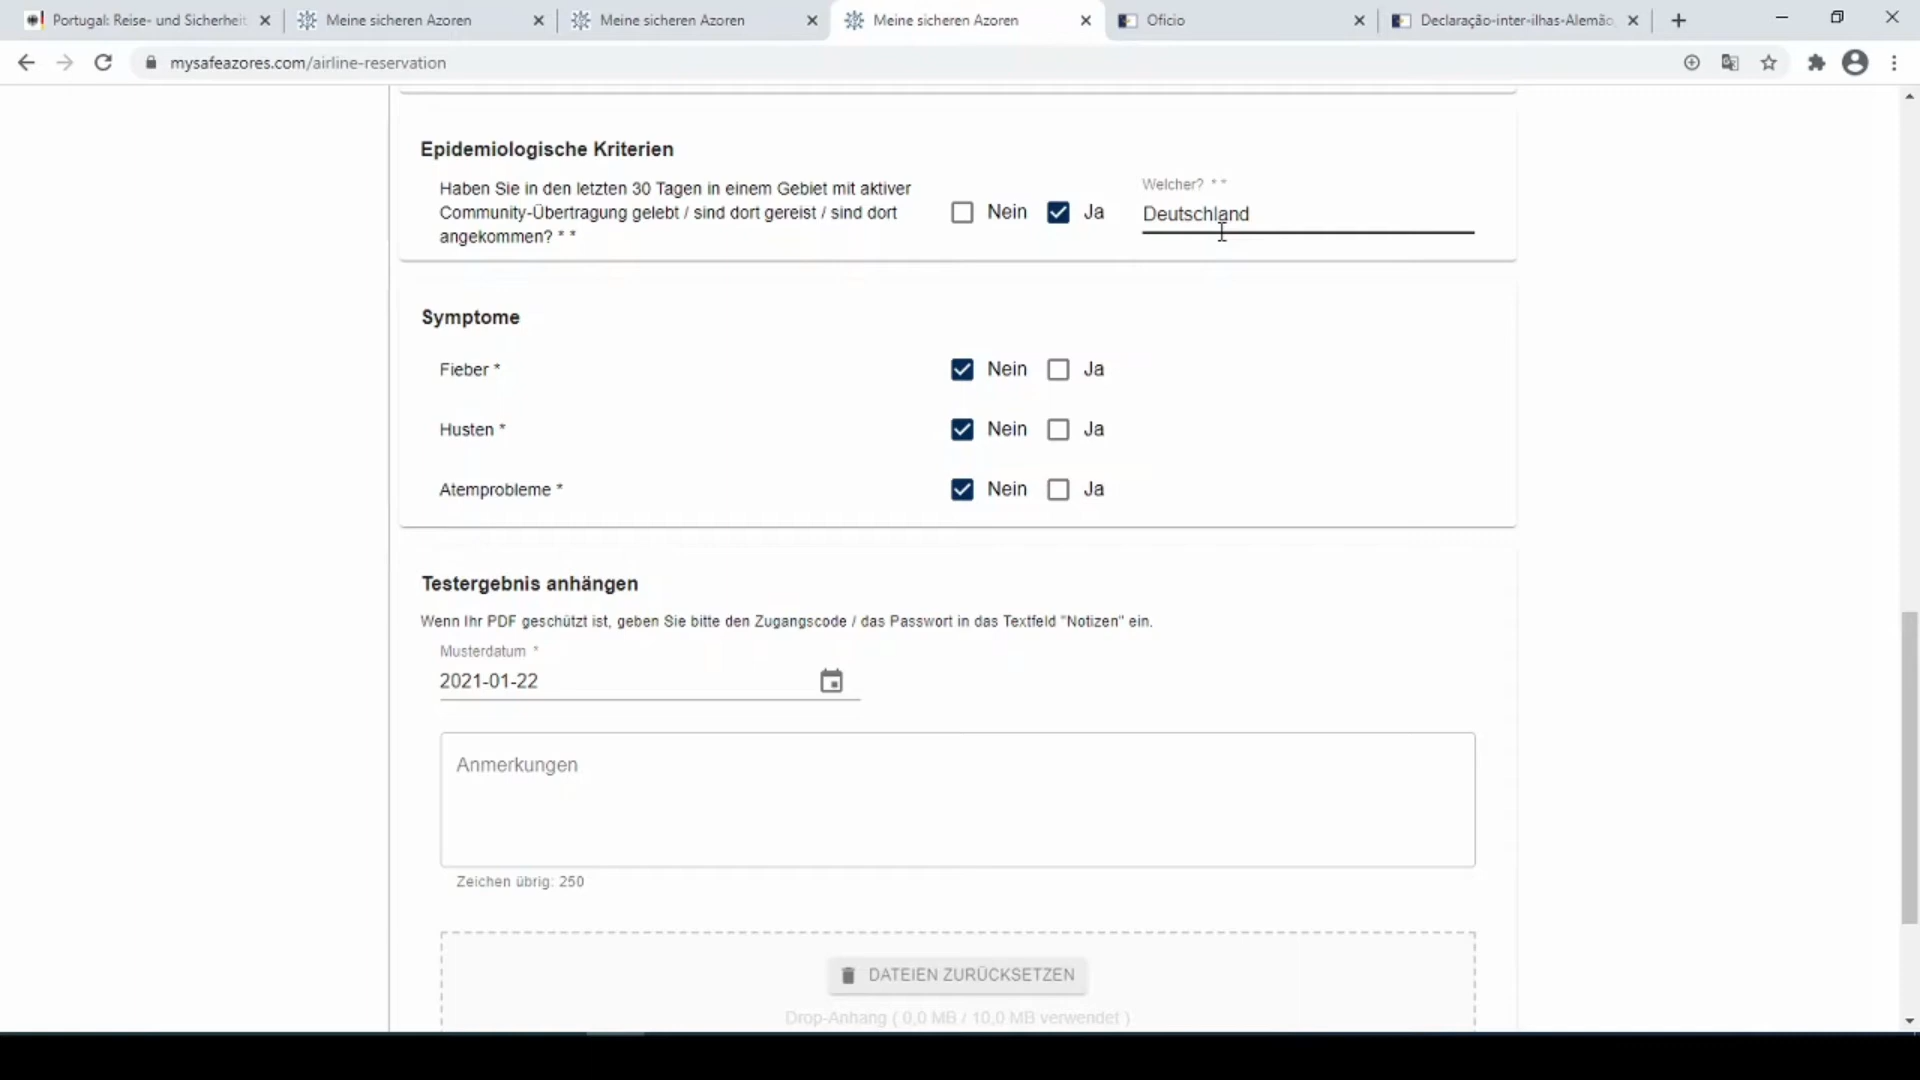 Portugal: Reise- und Sicherheit
Meine sicheren Azoren
Meine sicheren Azoren
Meine sicheren Azoren
Oficio
Declaração-inter-ilhas-Alemão
mysafeazores.com/airline-reservation
Epidemiologische Kriterien
Haben Sie in den letzten 30 Tagen in einem Gebiet mit aktiver
Community-Übertragung gelebt / sind dort gereist / sind dort
angekommen? * *
Nein
Ja
Welcher? * *
Deutschland
Symptome
Fieber *
Nein
Ja
Husten *
Nein
Ja
Atemprobleme *
Nein
Ja
Testergebnis anhängen
Wenn Ihr PDF geschützt ist, geben Sie bitte den Zugangscode / das Passwort in das Textfeld "Notizen" ein.
Musterdatum *
2021-01-22
Anmerkungen
Zeichen übrig: 250
DATEIEN ZURÜCKSETZEN
Drop-Anhang ( 0,0 MB / 10,0 MB verwendet )